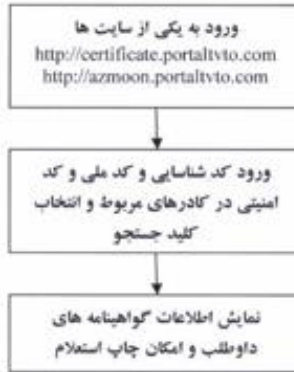 ورود به یکی از سایت ها
http://certificate.portaltvto.com
http://azmoon.portaltvto.com
ورود کد شناسایی و کد ملی و کد
امنیتی در کادرهای مربوط و انتخاب
کلید جستجو
نمایش اطلاعات گواهینامه های
داوطلب و امکان چاپ استعلام